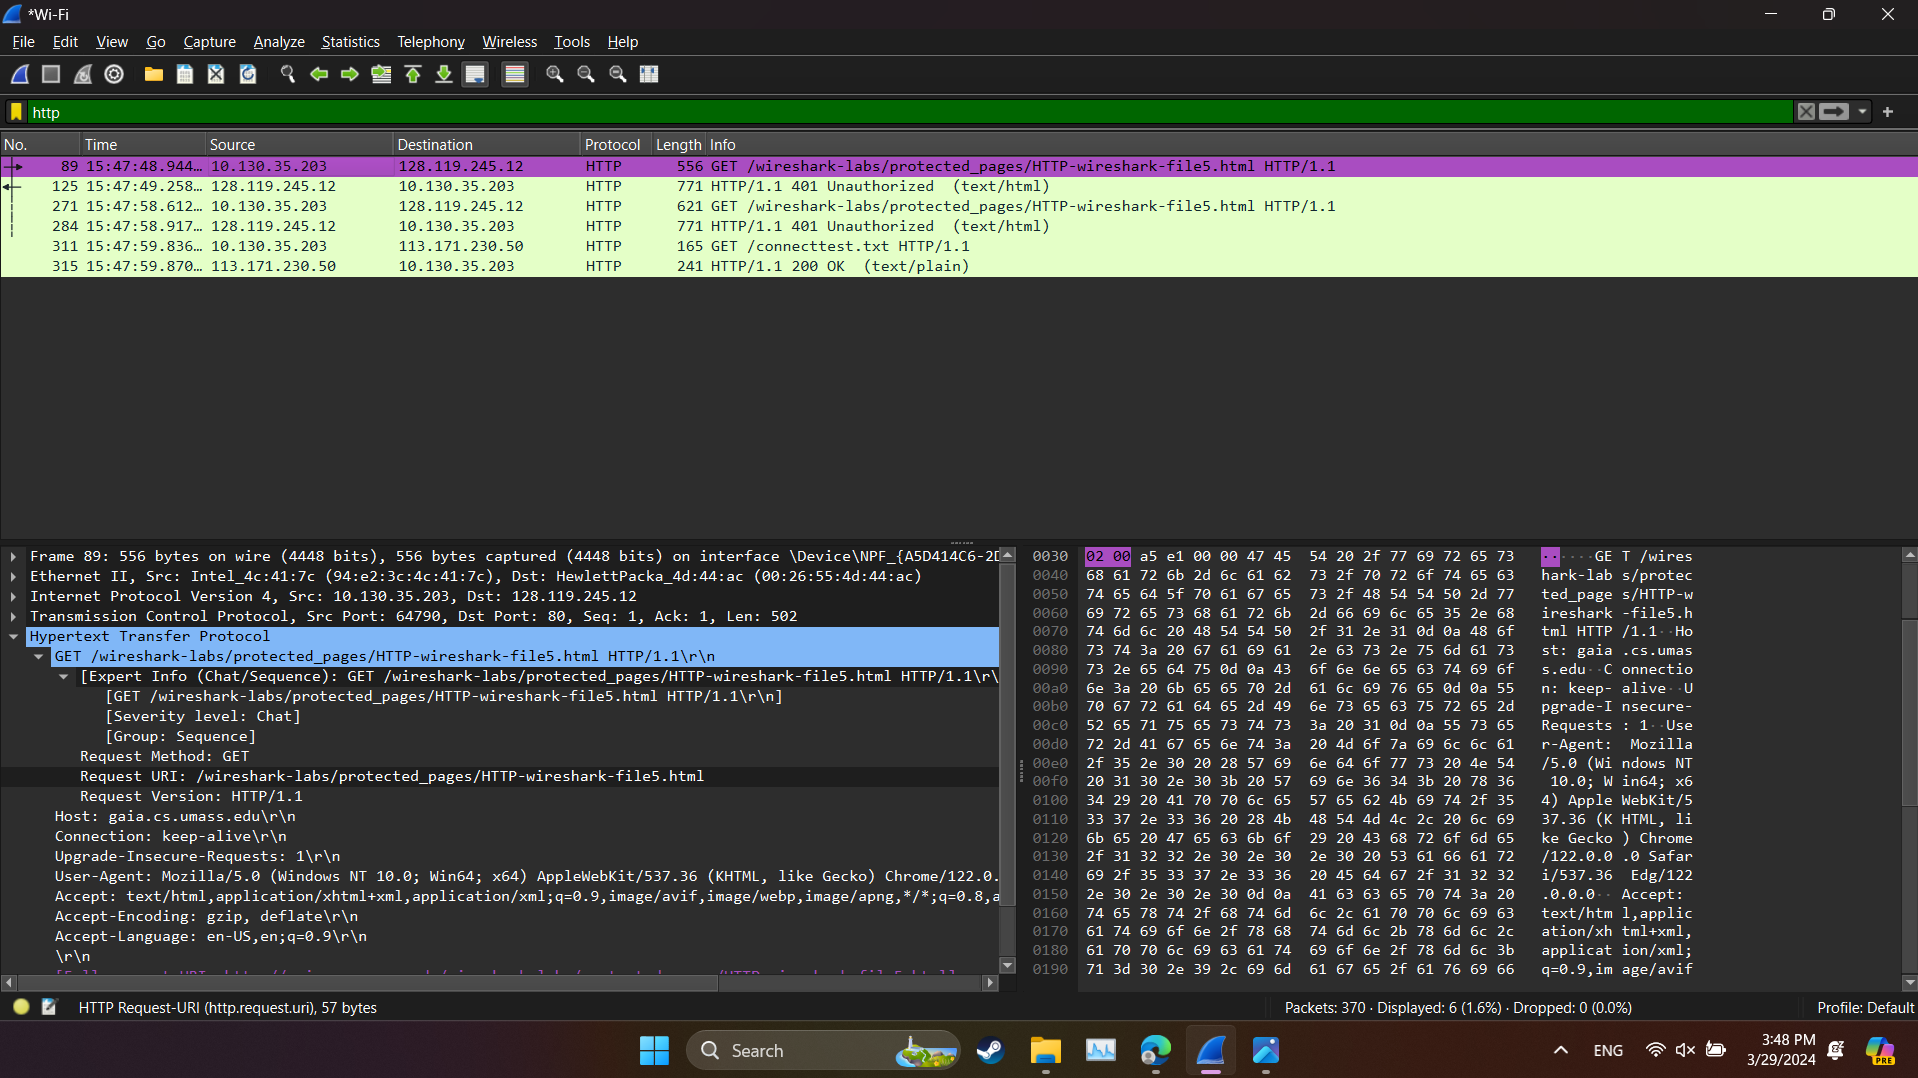 *Wi-Fi
File Edit View Go Capture Analyze Statistics Telephony Wireless Tools Help
http
No. Time Source Destination Protocol Length Info
89 15:47:48.944… 10.130.35.203 128.119.245.12 HTTP 556 GET /wireshark-labs/protected_pages/HTTP-wireshark-file5.html HTTP/1.1
125 15:47:49.258… 128.119.245.12 10.130.35.203 HTTP 771 HTTP/1.1 401 Unauthorized (text/html)
271 15:47:58.612… 10.130.35.203 128.119.245.12 HTTP 621 GET /wireshark-labs/protected_pages/HTTP-wireshark-file5.html HTTP/1.1
284 15:47:58.917… 128.119.245.12 10.130.35.203 HTTP 771 HTTP/1.1 401 Unauthorized (text/html)
311 15:47:59.836… 10.130.35.203 113.171.230.50 HTTP 165 GET /connecttest.txt HTTP/1.1
315 15:47:59.870… 113.171.230.50 10.130.35.203 HTTP 241 HTTP/1.1 200 OK (text/plain)
Frame 89: 556 bytes on wire (4448 bits), 556 bytes captured (4448 bits) on interface \Device\NPF_{A5D414C6-2D
Ethernet II, Src: Intel_4c:41:7c (94:e2:3c:4c:41:7c), Dst: HewlettPacka_4d:44:ac (00:26:55:4d:44:ac)
Internet Protocol Version 4, Src: 10.130.35.203, Dst: 128.119.245.12
Transmission Control Protocol, Src Port: 64790, Dst Port: 80, Seq: 1, Ack: 1, Len: 502
Hypertext Transfer Protocol
GET /wireshark-labs/protected_pages/HTTP-wireshark-file5.html HTTP/1.1\r\n
[Expert Info (Chat/Sequence): GET /wireshark-labs/protected_pages/HTTP-wireshark-file5.html HTTP/1.1\r\
[GET /wireshark-labs/protected_pages/HTTP-wireshark-file5.html HTTP/1.1\r\n]
[Severity level: Chat]
[Group: Sequence]
Request Method: GET
Request URI: /wireshark-labs/protected_pages/HTTP-wireshark-file5.html
Request Version: HTTP/1.1
Host: gaia.cs.umass.edu\r\n
Connection: keep-alive\r\n
Upgrade-Insecure-Requests: 1\r\n
User-Agent: Mozilla/5.0 (Windows NT 10.0; Win64; x64) AppleWebKit/537.36 (KHTML, like Gecko) Chrome/122.0.
Accept: text/html,application/xhtml+xml,application/xml;q=0.9,image/avif,image/webp,image/apng,*/*;q=0.8,a
Accept-Encoding: gzip, deflate\r\n
Accept-Language: en-US,en;q=0.9\r\n
\r\n
0030 02 00 a5 e1 00 00 47 45 54 20 2f 77 69 72 65 73 ······GE T /wires
0040 68 61 72 6b 2d 6c 61 62 73 2f 70 72 6f 74 65 63 hark-lab s/protec
0050 74 65 64 5f 70 61 67 65 73 2f 48 54 54 50 2d 77 ted_page s/HTTP-w
0060 69 72 65 73 68 61 72 6b 2d 66 69 6c 65 35 2e 68 ireshark -file5.h
0070 74 6d 6c 20 48 54 54 50 2f 31 2e 31 0d 0a 48 6f tml HTTP /1.1··Ho
0080 73 74 3a 20 67 61 69 61 2e 63 73 2e 75 6d 61 73 st: gaia .cs.umas
0090 73 2e 65 64 75 0d 0a 43 6f 6e 6e 65 63 74 69 6f s.edu··C onnectio
00a0 6e 3a 20 6b 65 65 70 2d 61 6c 69 76 65 0d 0a 55 n: keep- alive··U
00b0 70 67 72 61 64 65 2d 49 6e 73 65 63 75 72 65 2d pgrade-I nsecure-
00c0 52 65 71 75 65 73 74 73 3a 20 31 0d 0a 55 73 65 Requests : 1··Use
00d0 72 2d 41 67 65 6e 74 3a 20 4d 6f 7a 69 6c 6c 61 r-Agent: Mozilla
00e0 2f 35 2e 30 20 28 57 69 6e 64 6f 77 73 20 4e 54 /5.0 (Wi ndows NT
00f0 20 31 30 2e 30 3b 20 57 69 6e 36 34 3b 20 78 36 10.0; W in64; x6
0100 34 29 20 41 70 70 6c 65 57 65 62 4b 69 74 2f 35 4) Apple WebKit/5
0110 33 37 2e 33 36 20 28 4b 48 54 4d 4c 2c 20 6c 69 37.36 (K HTML, li
0120 6b 65 20 47 65 63 6b 6f 29 20 43 68 72 6f 6d 65 ke Gecko ) Chrome
0130 2f 31 32 32 2e 30 2e 30 2e 30 20 53 61 66 61 72 /122.0.0 .0 Safar
0140 69 2f 35 33 37 2e 33 36 20 45 64 67 2f 31 32 32 i/537.36 Edg/122
0150 2e 30 2e 30 2e 30 0d 0a 41 63 63 65 70 74 3a 20 .0.0.0·· Accept:
0160 74 65 78 74 2f 68 74 6d 6c 2c 61 70 70 6c 69 63 text/htm l,applic
0170 61 74 69 6f 6e 2f 78 68 74 6d 6c 2b 78 6d 6c 2c ation/xh tml+xml,
0180 61 70 70 6c 69 63 61 74 69 6f 6e 2f 78 6d 6c 3b applicat ion/xml;
0190 71 3d 30 2e 39 2c 69 6d 61 67 65 2f 61 76 69 66 q=0.9,im age/avif
HTTP Request-URI (http.request.uri), 57 bytes
Packets: 370 · Displayed: 6 (1.6%) · Dropped: 0 (0.0%)
Profile: Default
Search
ENG
3:48 PM
3/29/2024
PRE